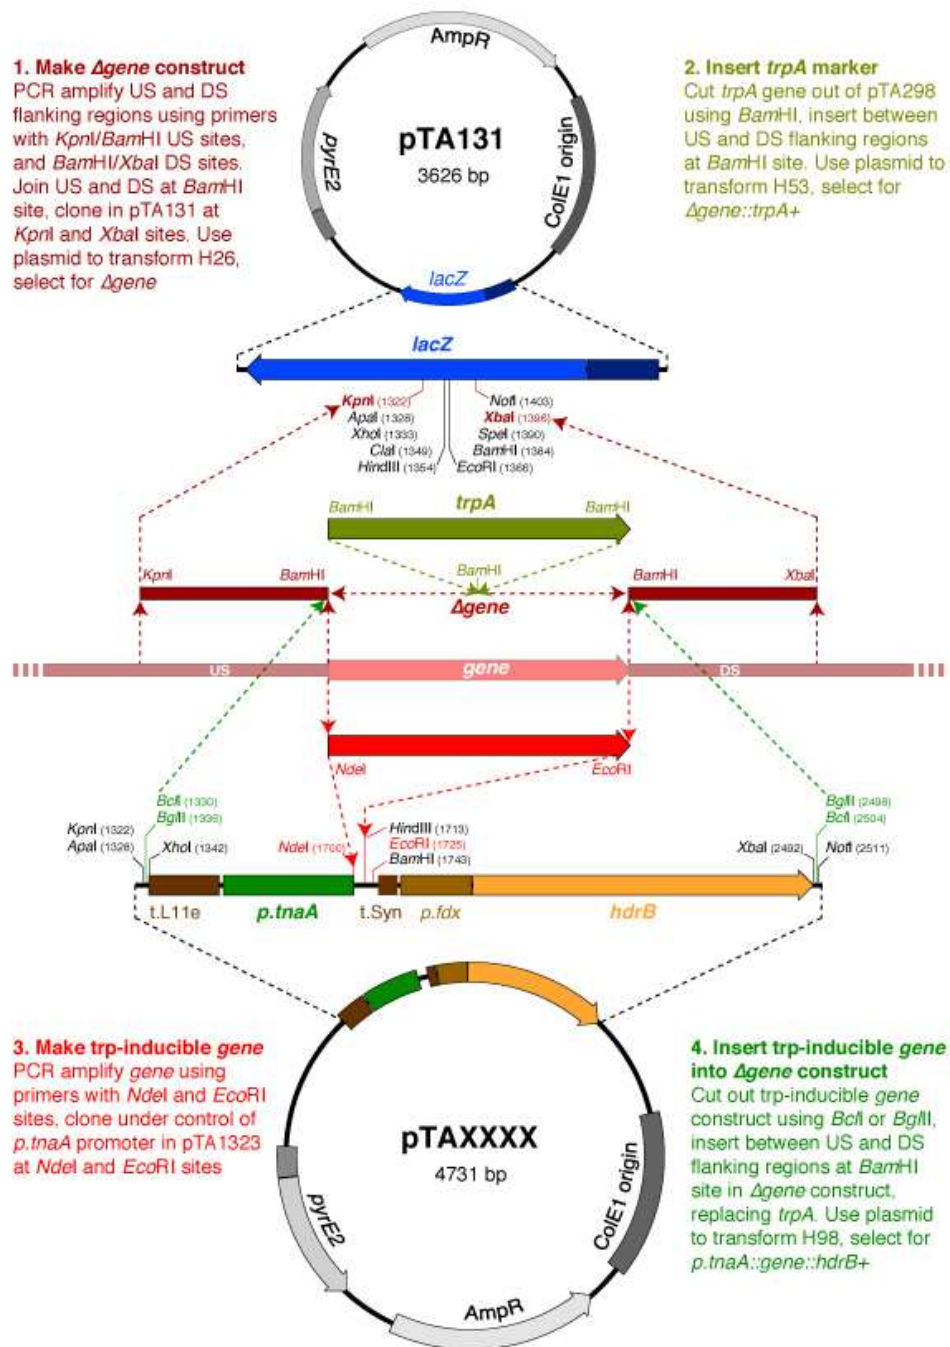 AmpR
1. Make Δgene construct
PCR amplify US and DS
flanking regions using primers
with KpnI/BamHI US sites,
and BamHI/XbaI DS sites.
Join US and DS at BamHI
site, clone in pTA131 at
KpnI and XbaI sites. Use
plasmid to transform H26,
select for Δgene
pTA131
3626 bp
pyrE2
ColE1 origin
lacZ
2. Insert trpA marker
Cut trpA gene out of pTA298
using BamHI, insert between
US and DS flanking regions
at BamHI site. Use plasmid to
transform H53, select for
Δgene::trpA+
lacZ
KpnI (1322)
ApaI (1328)
XhoI (1333)
ClaI (1349)
HindIII (1354)
NotI (1403)
XbaI (1396)
SpeI (1390)
BamHI (1384)
EcoRI (1366)
BamHI
trpA
BamHI
BamHI
KpnI
BamHI
Δgene
BamHI
XbaI
US
gene
DS
NdeI
EcoRI
BclI (1330)
BglII (1336)
KpnI (1322)
ApaI (1328)
XhoI (1342)
NdeI (1700)
HindIII (1713)
EcoRI (1725)
BamHI (1743)
BglII (2498)
BclI (2504)
XbaI (2492)
NotI (2511)
t.L11e
p.tnaA
t.Syn
p.fdx
hdrB
3. Make trp-inducible gene
PCR amplify gene using
primers with NdeI and EcoRI
sites, clone under control of
p.tnaA promoter in pTA1323
at NdeI and EcoRI sites
pTAXXXX
4731 bp
pyrE2
ColE1 origin
AmpR
4. Insert trp-inducible gene
into Δgene construct
Cut out trp-inducible gene
construct using BclI or BglII,
insert between US and DS
flanking regions at BamHI
site in Δgene construct,
replacing trpA. Use plasmid
to transform H98, select for
p.tnaA::gene::hdrB+